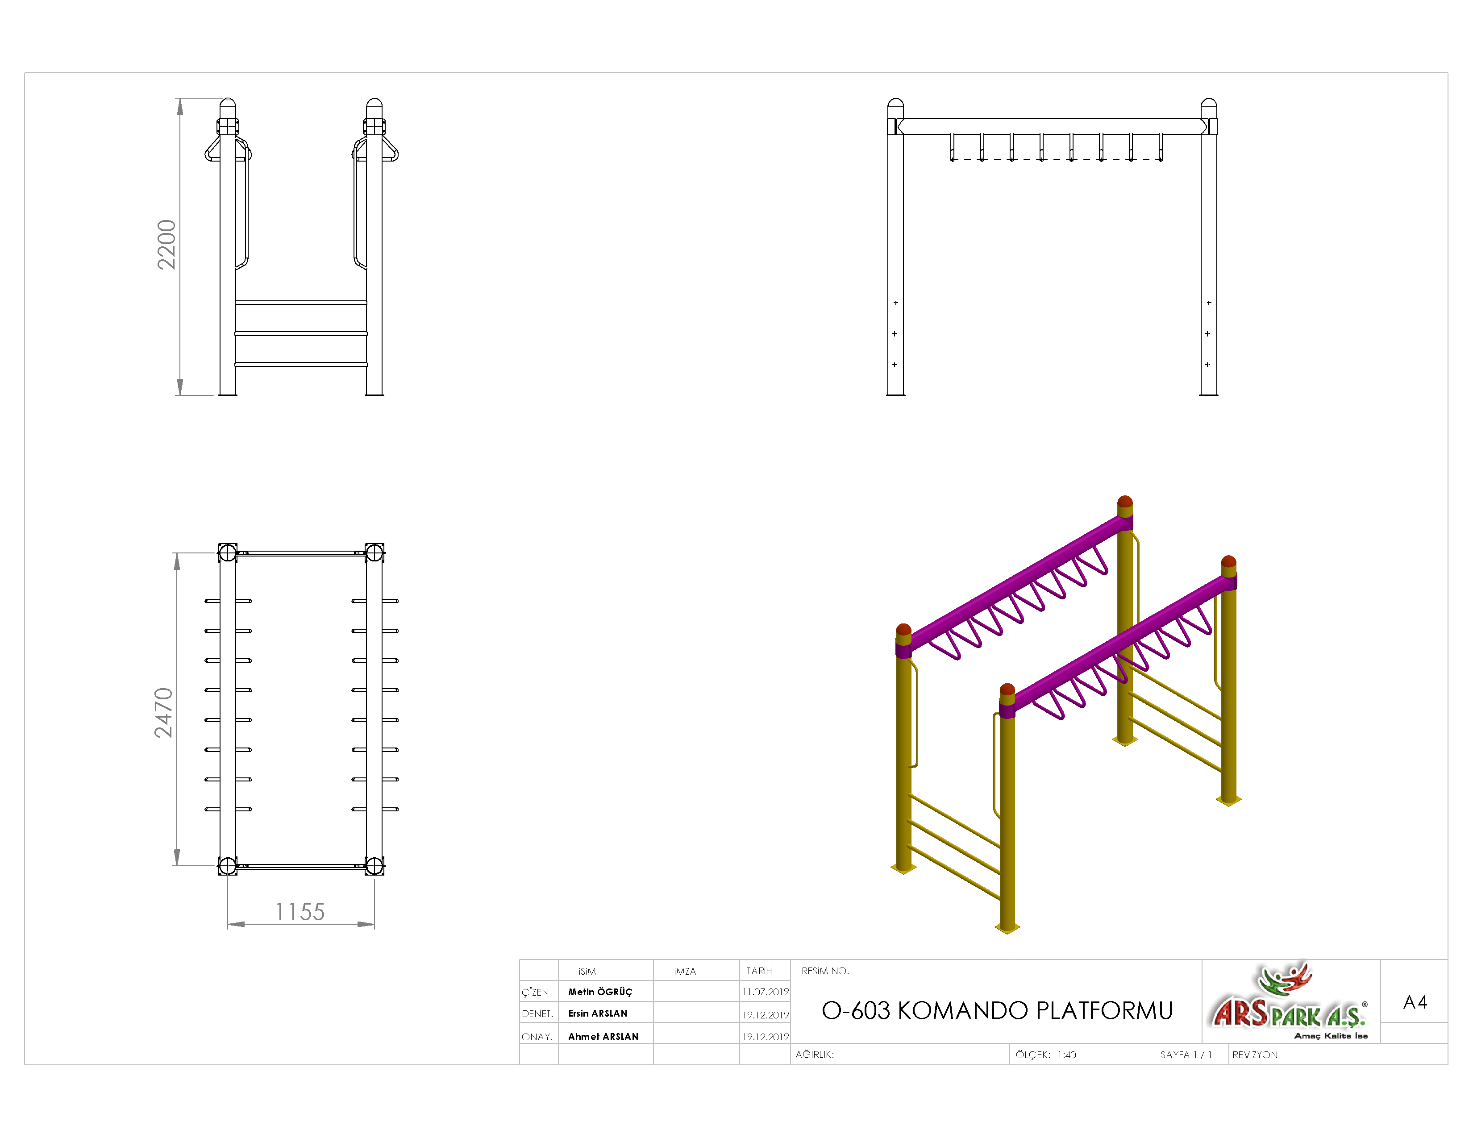 2200
2470
1155
İSİM
İMZA
TARİH
RESİM NO.
ÇİZEN.
Metin ÖGRÜÇ
11.07.2019
DENET.
Ersin ARSLAN
19.12.2019
ONAY.
Ahmet ARSLAN
19.12.2019
O-603 KOMANDO PLATFORMU
ARSPARK A.Ş. ®
Amaç Kalite İse
A4
AĞIRLIK:
ÖLÇEK: 1:40
SAYFA 1 / 1
REVİZYON